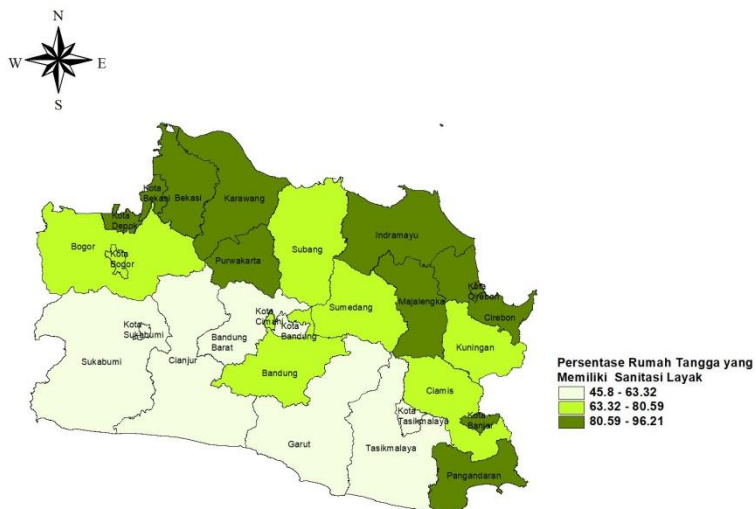 N
W E
S
Kota
Bekasi
Bekasi
Karawang
Kota
Depok
Bogor
Kota
Bogor
Purwakarta
Subang
Indramayu
Kota
Cirebon
Cirebon
Majalengka
Sumedang
Kuningan
Kota
Sukabumi
Sukabumi
Cianjur
Bandung
Barat
Kota
Cimahi
Kota
Bandung
Bandung
Ciamis
Kota
Tasikmalaya
Kota
Banjar
Garut
Tasikmalaya
Pangandaran
Persentase Rumah Tangga yang
Memiliki Sanitasi Layak
45.8 - 63.32
63.32 - 80.59
80.59 - 96.21